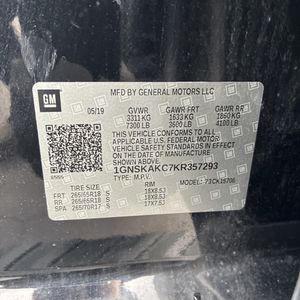 GM
MFD BY GENERAL MOTORS LLC
05/19 GVWR GAWR FRT GAWR RR
3311 KG 1633 KG 1860 KG
7300 LB 3600 LB 4100 LB
THIS VEHICLE CONFORMS TO ALL APPLICABLE
U.S. FEDERAL MOTOR VEHICLE
THEFT PREVENTION STANDARDS IN EFFECT ON
THE DATE OF MANUFACTURE
SHOWN ABOVE.
1GNSKAKC7KR357293
TYPE: M.P.V. MODEL:
TIRE SIZE RIM
FRT 265/65R18 S 18X8.5J
RR 265/65R18 S 18X8.5J
SPA 265/70R17 S 17X7.5J